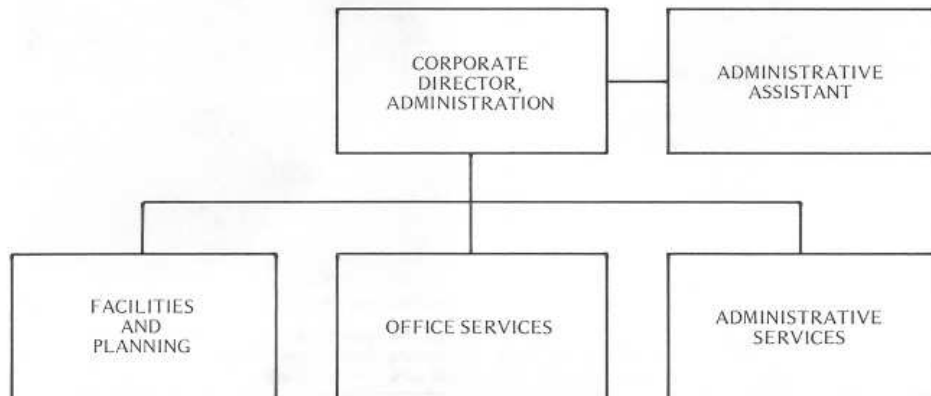 CORPORATE
DIRECTOR,
ADMINISTRATION
ADMINISTRATIVE
ASSISTANT
FACILITIES
AND
PLANNING
OFFICE SERVICES
ADMINISTRATIVE
SERVICES